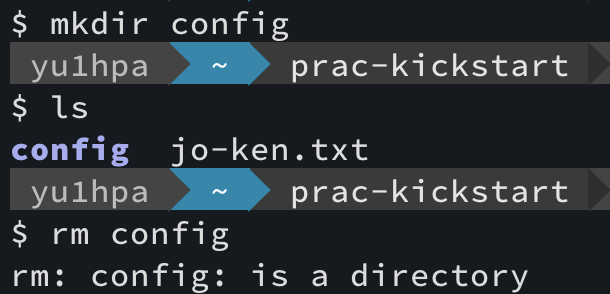 $ mkdir config
yu1hpa ~ prac-kickstart
$ ls
config jo-ken.txt
yu1hpa ~ prac-kickstart
$ rm config
rm: config: is a directory